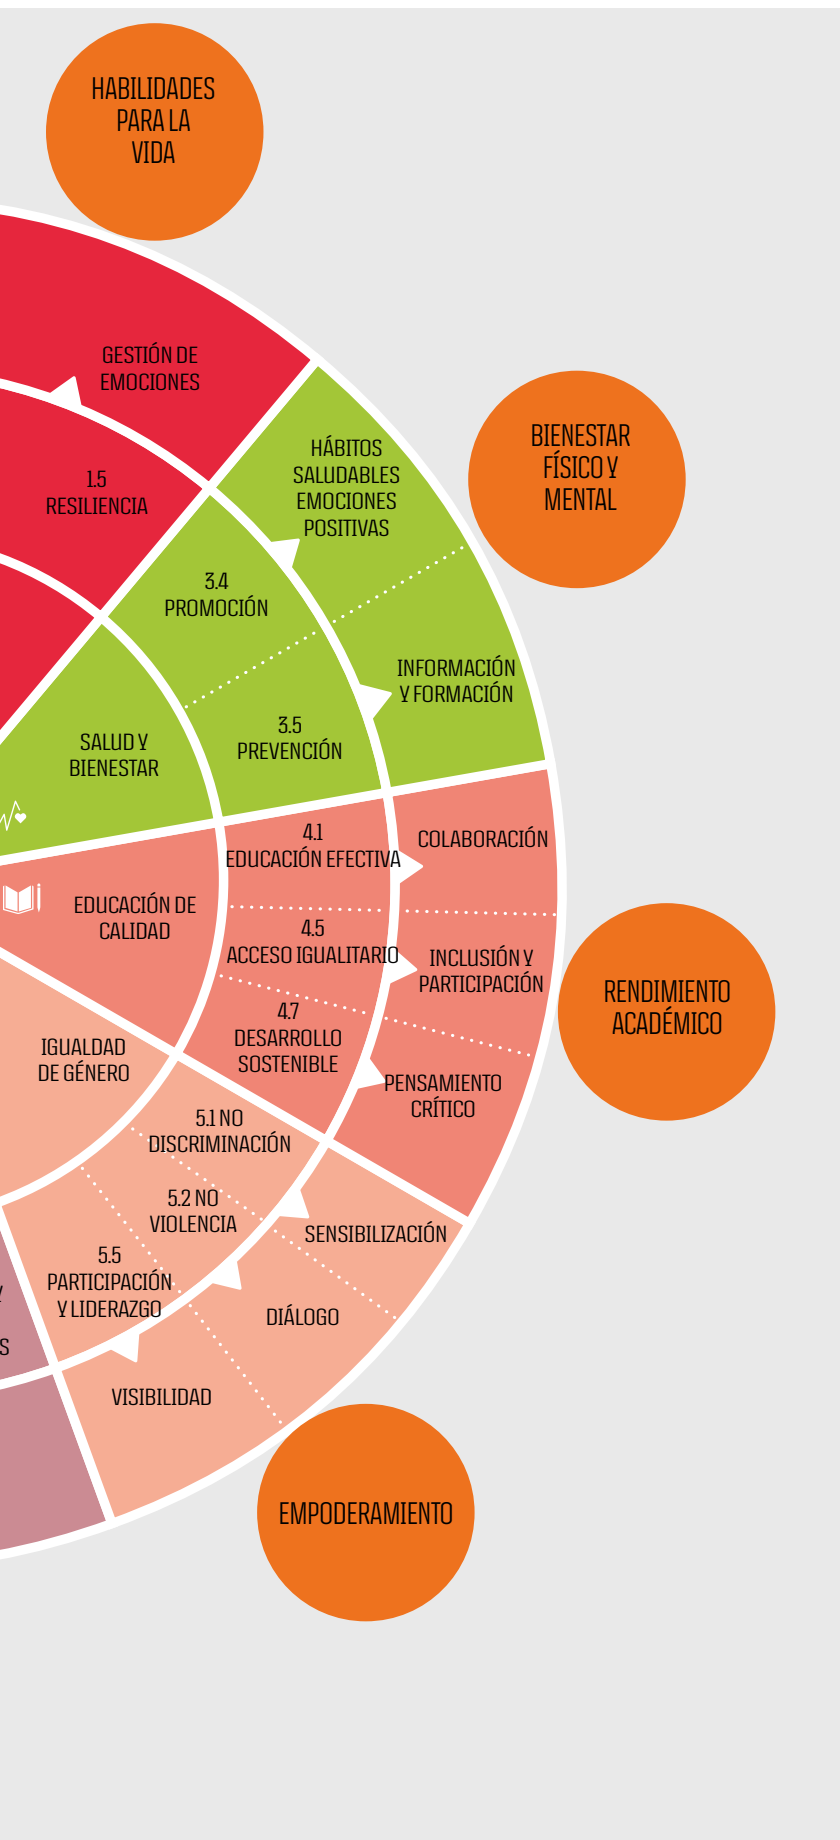 HABILIDADES
PARA LA
VIDA
GESTIÓN DE
EMOCIONES
1.5
RESILIENCIA
BIENESTAR
FÍSICO Y
MENTAL
HÁBITOS
SALUDABLES
EMOCIONES
POSITIVAS
3.4
PROMOCIÓN
INFORMACIÓN
Y FORMACIÓN
3.5
PREVENCIÓN
SALUD Y
BIENESTAR
4.1
EDUCACIÓN EFECTIVA
COLABORACIÓN
EDUCACIÓN DE
CALIDAD
4.5
ACCESO IGUALITARIO
INCLUSIÓN Y
PARTICIPACIÓN
RENDIMIENTO
ACADÉMICO
4.7
DESARROLLO
SOSTENIBLE
PENSAMIENTO
CRÍTICO
IGUALDAD
DE GÉNERO
5.1 NO
DISCRIMINACIÓN
5.2 NO
VIOLENCIA
SENSIBILIZACIÓN
5.5
PARTICIPACIÓN
Y LIDERAZGO
DIÁLOGO
Y
S
VISIBILIDAD
EMPODERAMIENTO